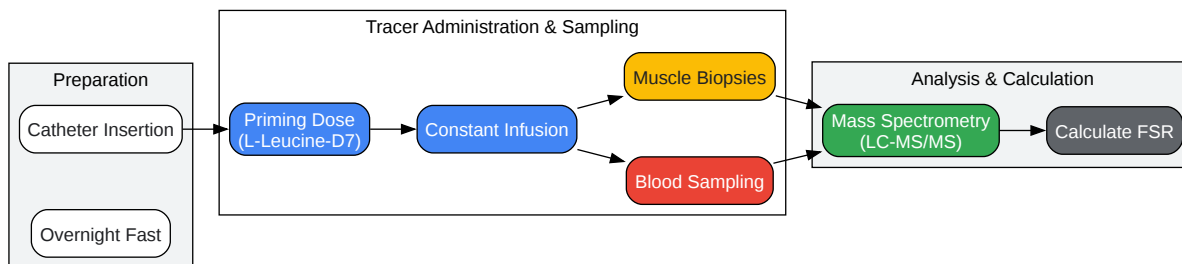 Preparation
Catheter Insertion
Overnight Fast
Tracer Administration & Sampling
Priming Dose
(L-Leucine-D7)
Constant Infusion
Muscle Biopsies
Blood Sampling
Analysis & Calculation
Mass Spectrometry
(LC-MS/MS)
Calculate FSR